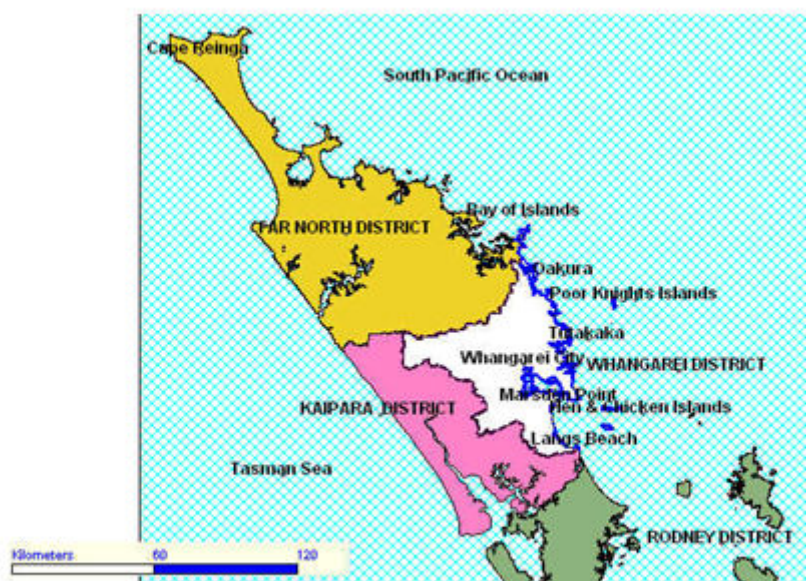 Cape Reinga
South Pacific Ocean
Bay of Islands
FAR NORTH DISTRICT
Oakura
Poor Knights Islands
Tutakaka
Whangarei City
WHANGAREI DISTRICT
Marsden Point
KAIPARA DISTRICT
Hen & Chicken Islands
Langs Beach
Tasman Sea
RODNEY DISTRICT
Kilometers 60 120